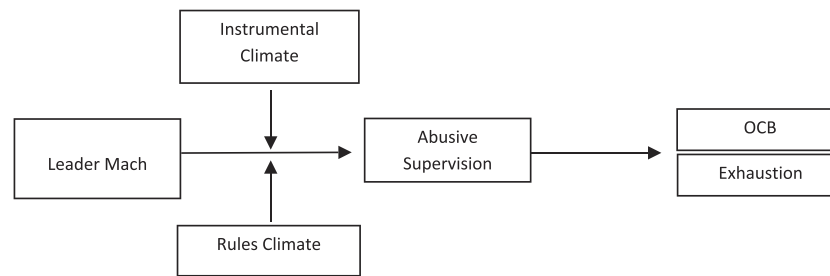 Instrumental
Climate
Leader Mach
Abusive
Supervision
OCB
Exhaustion
Rules Climate